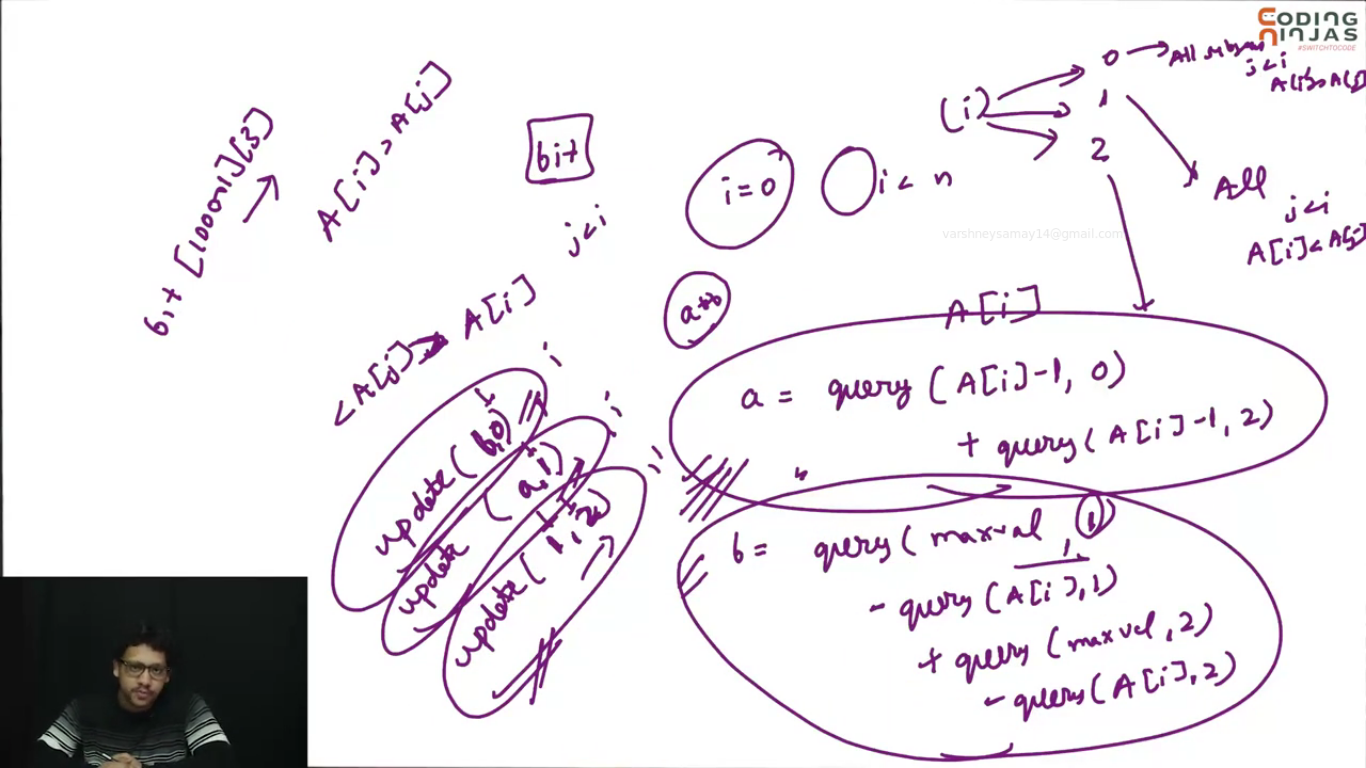 CODING
NINJAS
#SWITCHTOCODE
bit [100001][3]
A[i] > A[j]
bit
j < i
i = 0
i < n
(i)
0
1
2
All
j < i
A[i] > A[j]
All
j < i
A[i] < A[j]
varshneysamay14@gmail.com
< A[j]
A[i]
a+b
A[i]
a = query (A[i]-1, 0)
+ query (A[i]-1, 2)
b = query (maxval, 1)
- query (A[i], 1)
+ query (maxval, 2)
- query (A[i], 2)
update (b,0)
update (a,1)
update (1,2)